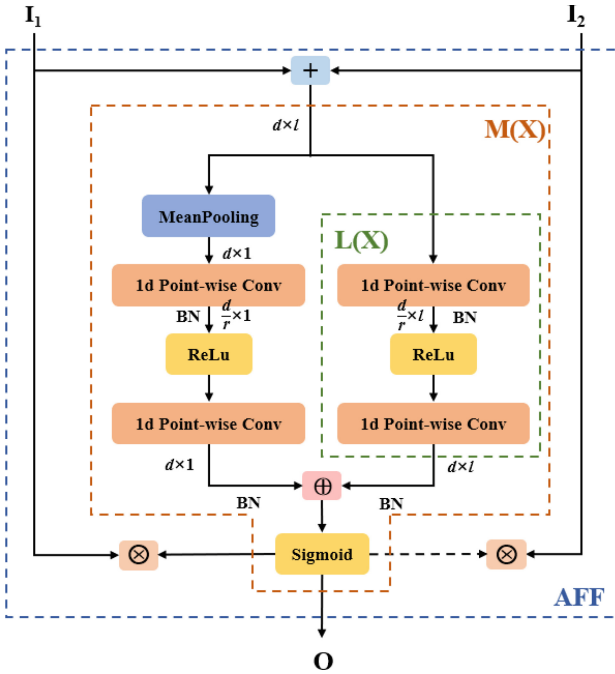 I₁ I₂
+
d×l
M(X)
MeanPooling
L(X)
d×1
1d Point-wise Conv 1d Point-wise Conv
BN d/r×1 d/r×l BN
ReLu ReLu
1d Point-wise Conv 1d Point-wise Conv
d×1 d×l
⊕
BN BN
⊗ Sigmoid ⊗
AFF
O